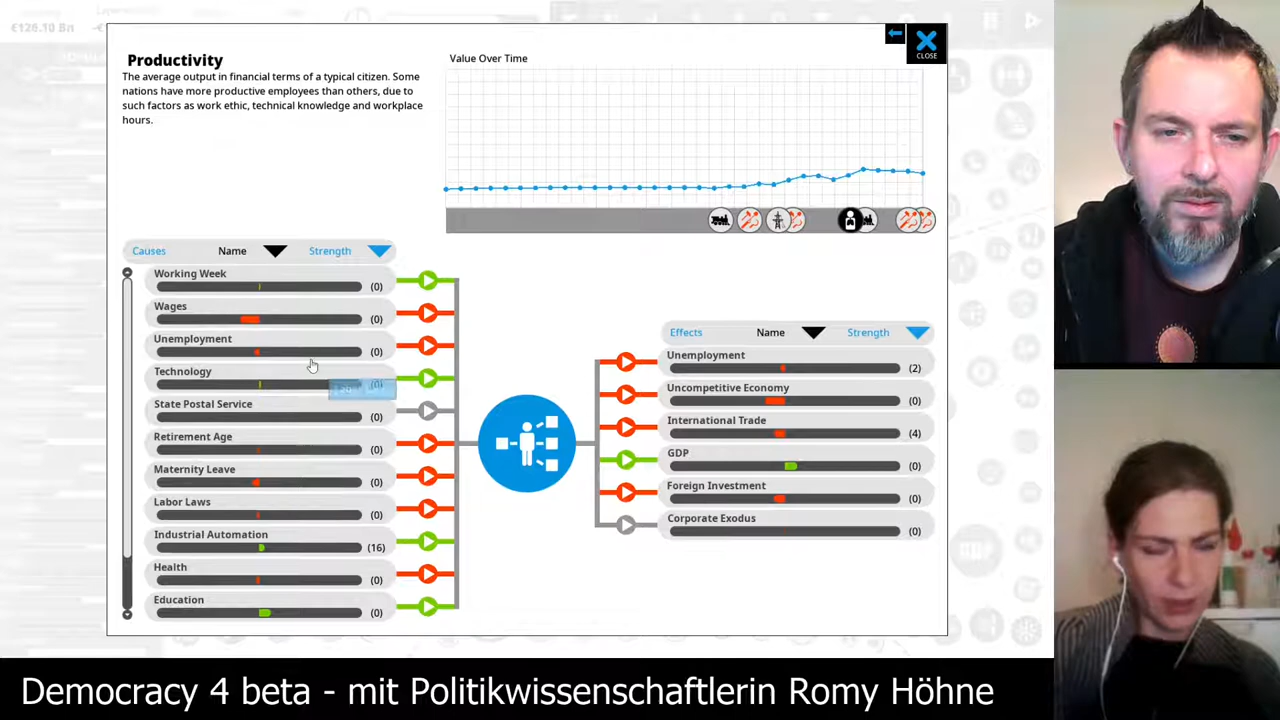 €126.10 Bn
Productivity
The average output in financial terms of a typical citizen. Some
nations have more productive employees than others, due to
such factors as work ethic, technical knowledge and workplace
hours.
Value Over Time
CLOSE
Causes Name Strength
Working Week
(0)
Wages
(0)
Unemployment
(0)
Technology
(0)
State Postal Service
(0)
Retirement Age
(0)
Maternity Leave
(0)
Labor Laws
(0)
Industrial Automation
(16)
Health
(0)
Education
(0)
Effects Name Strength
Unemployment
(2)
Uncompetitive Economy
(0)
International Trade
(4)
GDP
(0)
Foreign Investment
(0)
Corporate Exodus
(0)
Democracy 4 beta - mit Politikwissenschaftlerin Romy Höhne